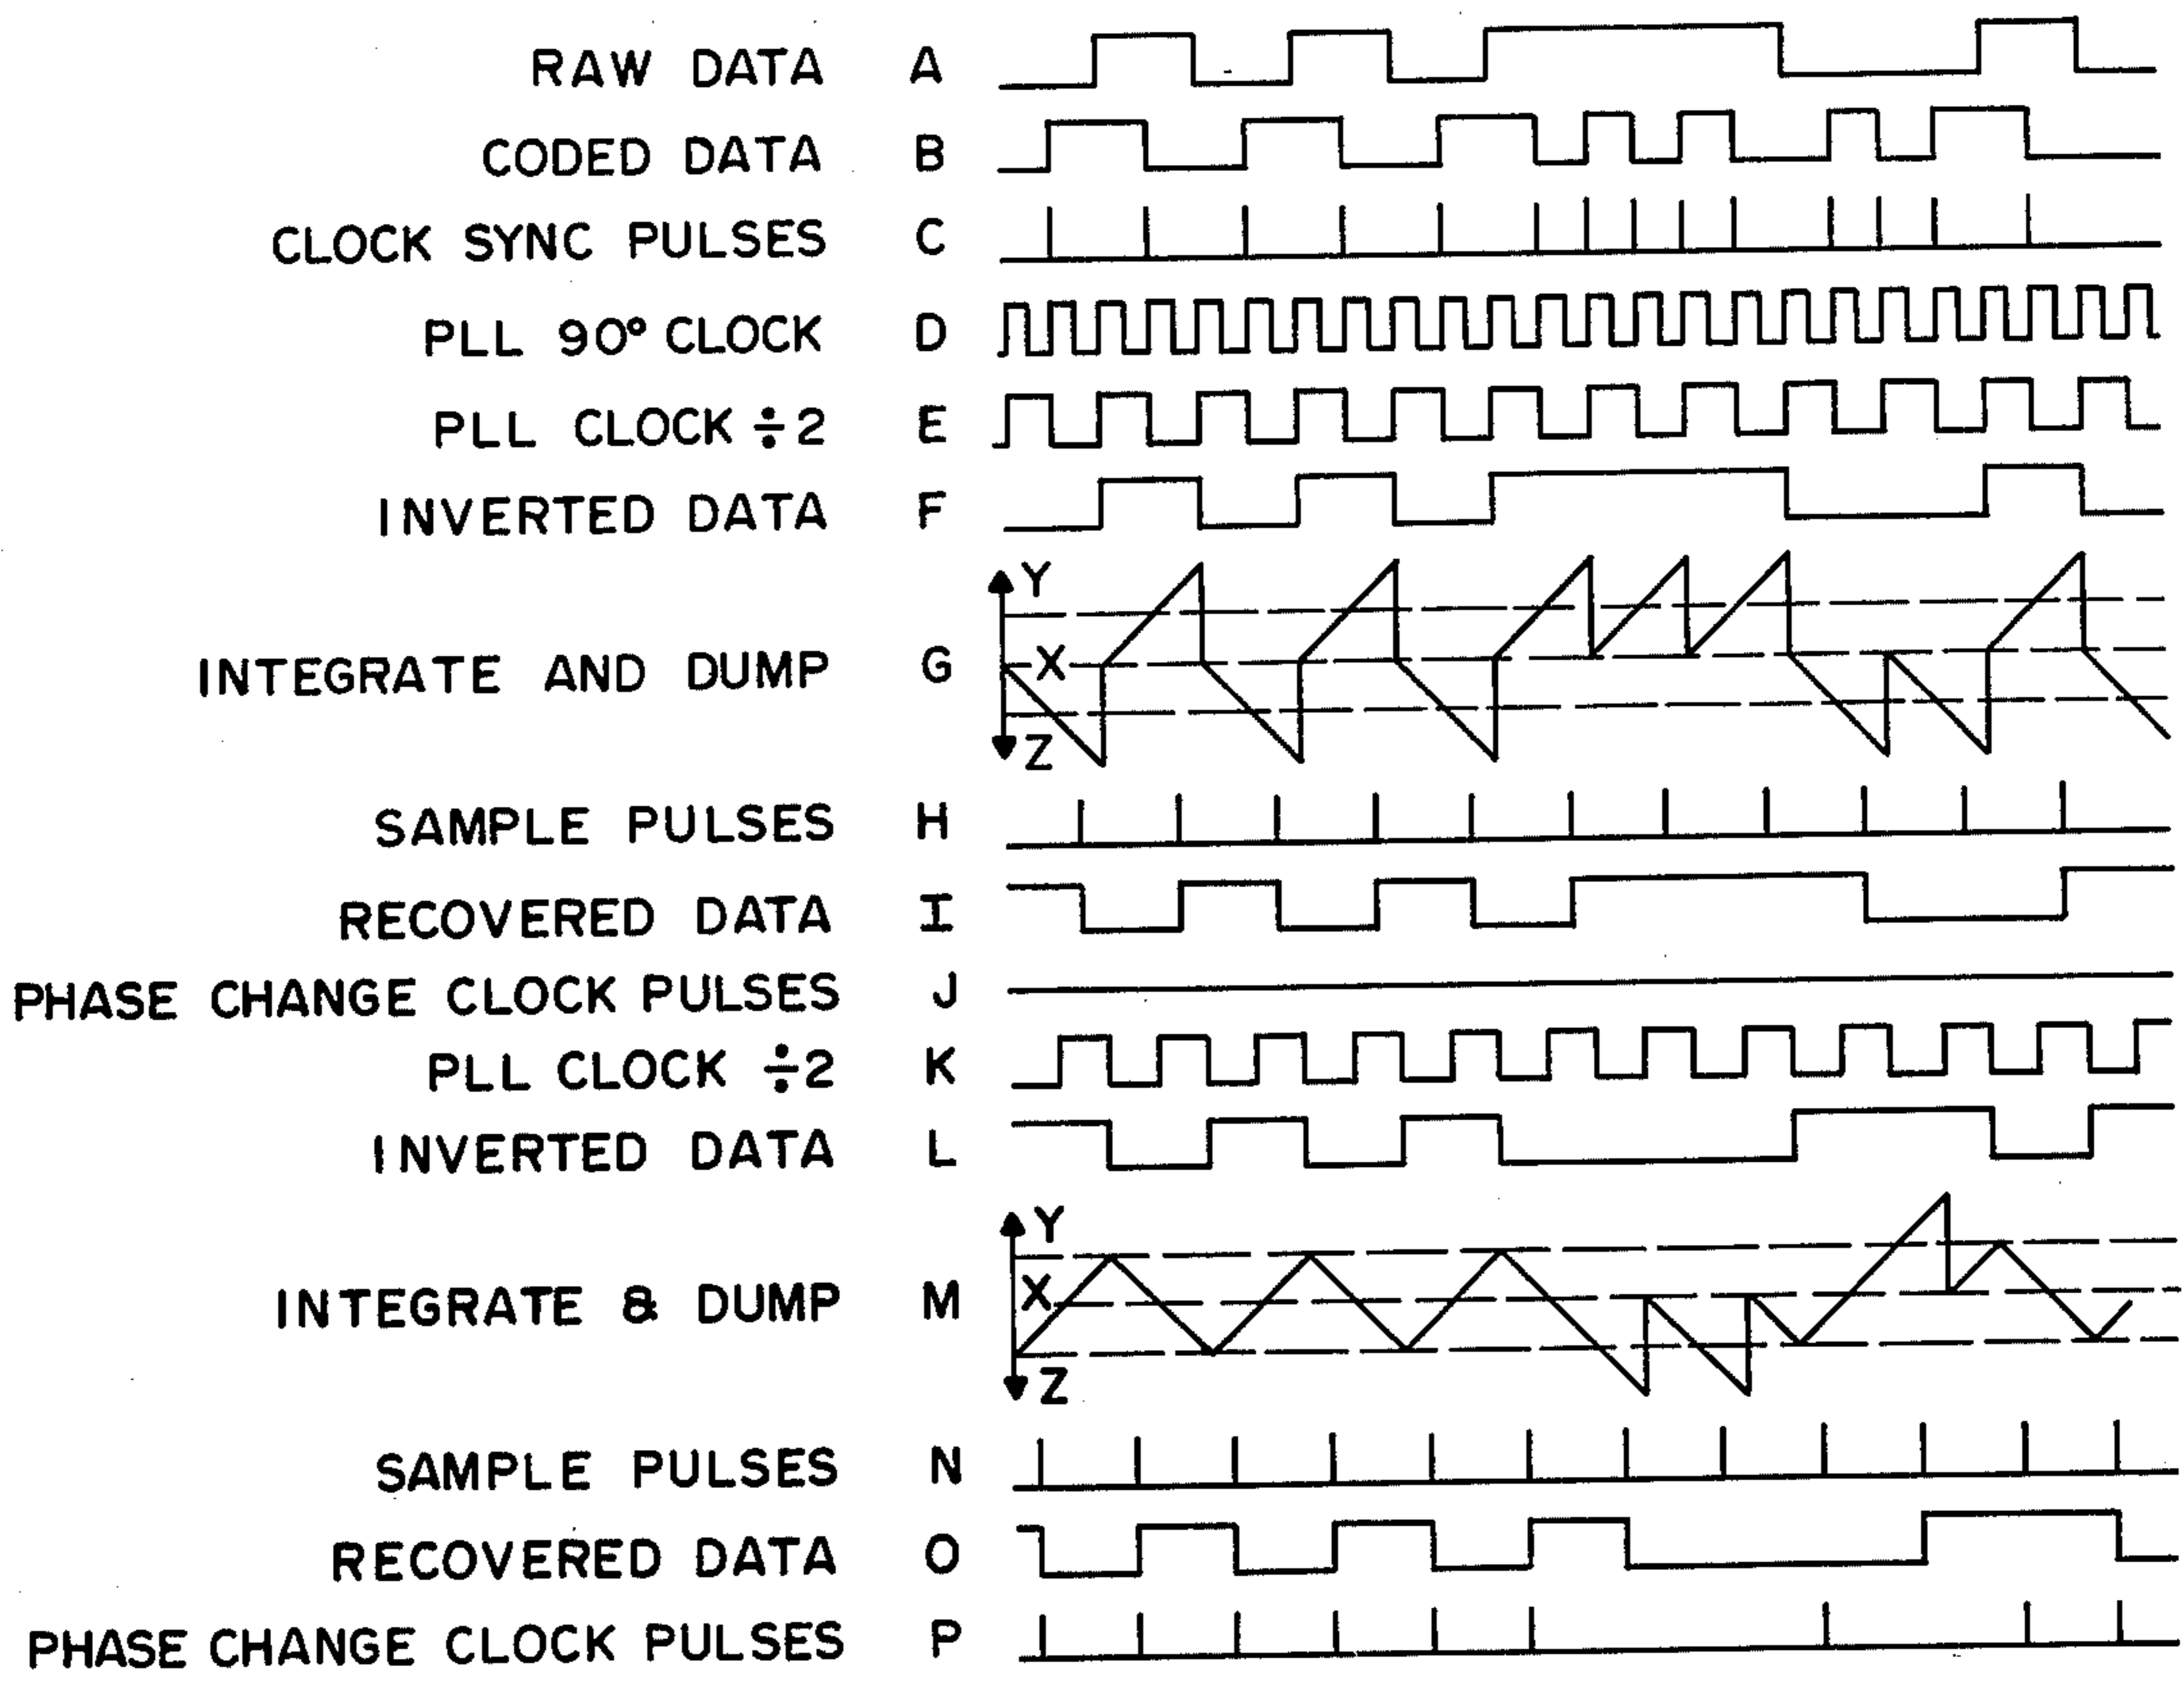 RAW DATA A
CODED DATA B
CLOCK SYNC PULSES C
PLL 90° CLOCK D
PLL CLOCK ÷2 E
INVERTED DATA F
Y
INTEGRATE AND DUMP G X
Z
SAMPLE PULSES H
RECOVERED DATA I
PHASE CHANGE CLOCK PULSES J
PLL CLOCK ÷2 K
INVERTED DATA L
Y
INTEGRATE & DUMP M X
Z
SAMPLE PULSES N
RECOVERED DATA O
PHASE CHANGE CLOCK PULSES P